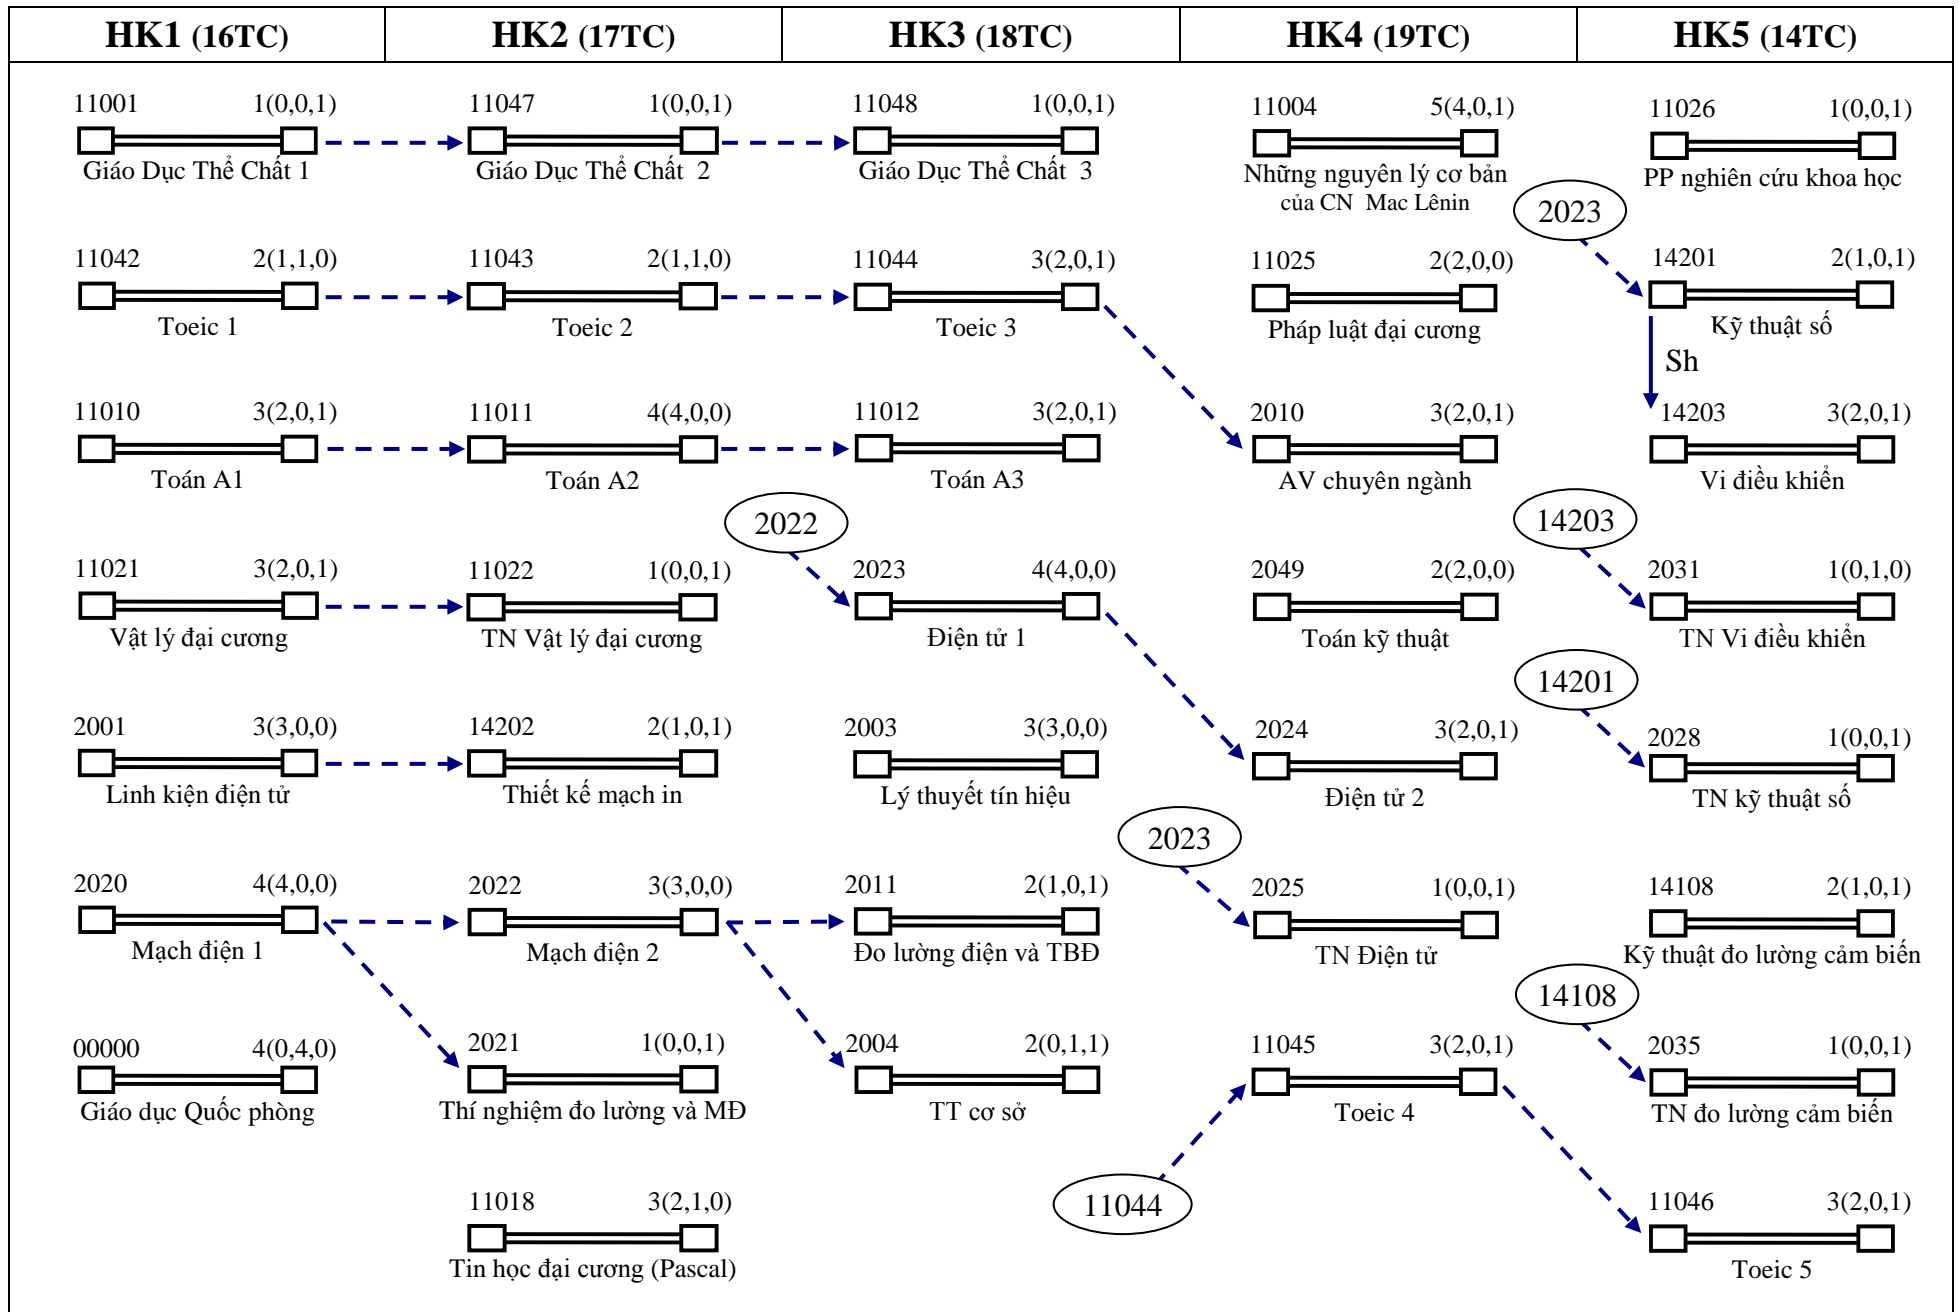 HK1 (16TC) HK2 (17TC) HK3 (18TC) HK4 (19TC) HK5 (14TC)
11001 1(0,0,1) 11047 1(0,0,1) 11048 1(0,0,1) 11004 5(4,0,1) 11026 1(0,0,1)
Giáo Dục Thể Chất 1 Giáo Dục Thể Chất 2 Giáo Dục Thể Chất 3 Những nguyên lý cơ bản PP nghiên cứu khoa học
của CN Mac Lênin
2023
11042 2(1,1,0) 11043 2(1,1,0) 11044 3(2,0,1) 11025 2(2,0,0) 14201 2(1,0,1)
Toeic 1 Toeic 2 Toeic 3 Pháp luật đại cương Kỹ thuật số
Sh
11010 3(2,0,1) 11011 4(4,0,0) 11012 3(2,0,1) 2010 3(2,0,1) 14203 3(2,0,1)
Toán A1 Toán A2 Toán A3 AV chuyên ngành Vi điều khiển
2022 14203
11021 3(2,0,1) 11022 1(0,0,1) 2023 4(4,0,0) 2049 2(2,0,0) 2031 1(0,1,0)
Vật lý đại cương TN Vật lý đại cương Điện tử 1 Toán kỹ thuật TN Vi điều khiển
14201
2001 3(3,0,0) 14202 2(1,0,1) 2003 3(3,0,0) 2024 3(2,0,1) 2028 1(0,0,1)
Linh kiện điện tử Thiết kế mạch in Lý thuyết tín hiệu Điện tử 2 TN kỹ thuật số
2023
2020 4(4,0,0) 2022 3(3,0,0) 2011 2(1,0,1) 2025 1(0,0,1) 14108 2(1,0,1)
Mạch điện 1 Mạch điện 2 Đo lường điện và TBĐ TN Điện tử Kỹ thuật đo lường cảm biến
14108
00000 4(0,4,0) 2021 1(0,0,1) 2004 2(0,1,1) 11045 3(2,0,1) 2035 1(0,0,1)
Giáo dục Quốc phòng Thí nghiệm đo lường và MĐ TT cơ sở Toeic 4 TN đo lường cảm biến
11044
11018 3(2,1,0) 11046 3(2,0,1)
Tin học đại cương (Pascal) Toeic 5